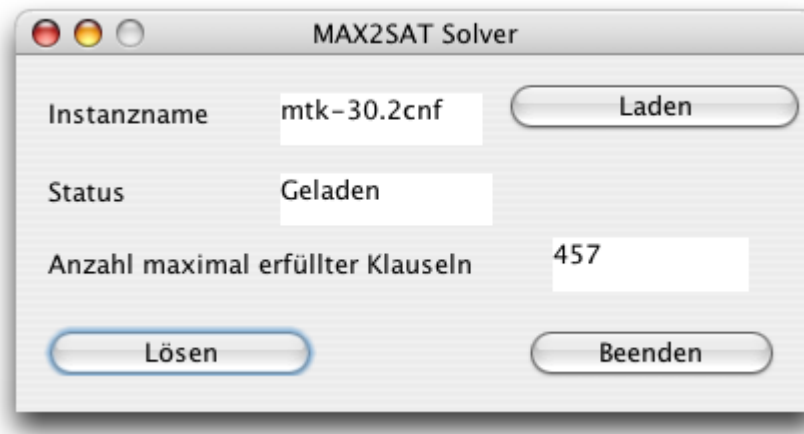 MAX2SAT Solver
Instanzname mtk-30.2cnf Laden
Status Geladen
Anzahl maximal erfüllter Klauseln 457
Lösen Beenden